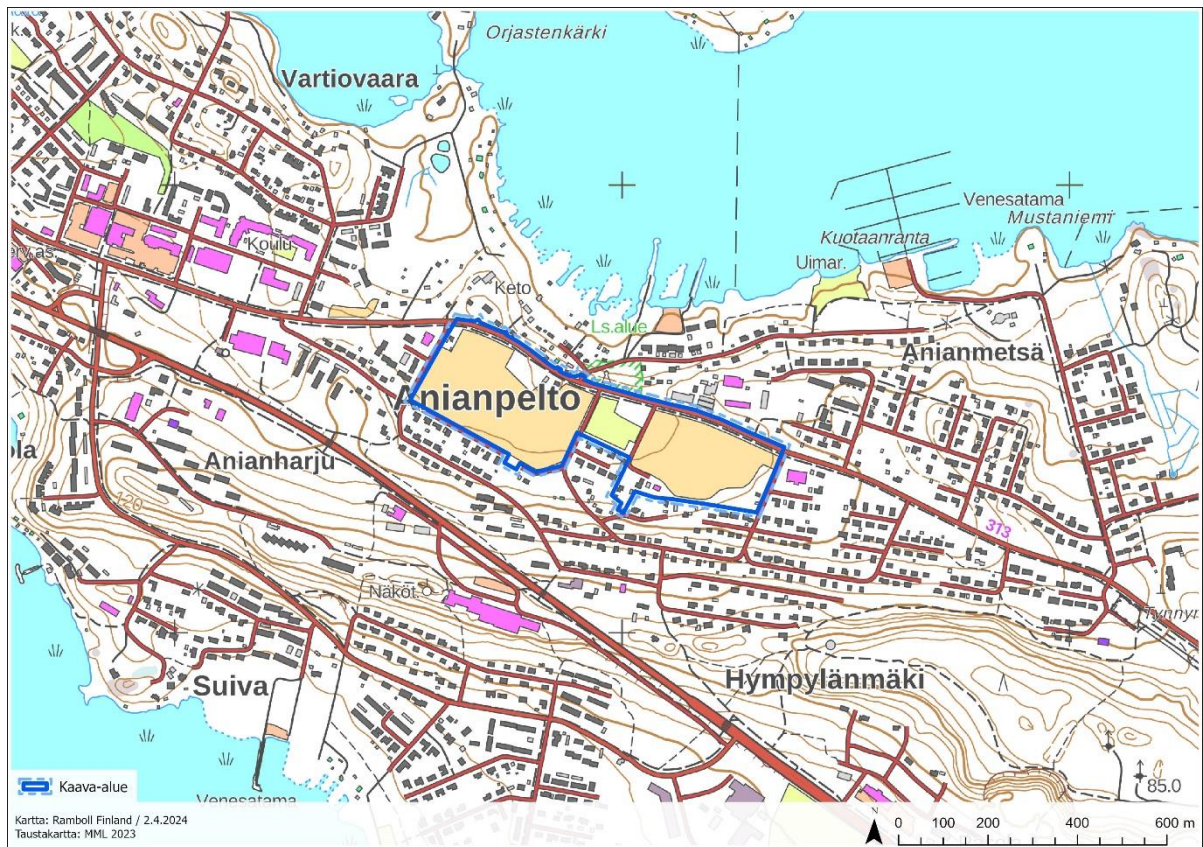 Orjastenkärki
Vartiovaara
Venesatama
Mustaniemi
Kuotaanranta
Koulu
Uimar.
Keto
Ls.alue
Anianmetsä
Anianpelto
Anianharju
120
313
Näköt.
Suiva
Hympylänmäki
85.0
Venesatama
Kaava-alue
Kartta: Ramboll Finland / 2.4.2024
Taustakartta: MML 2023
0 100 200 400 600 m